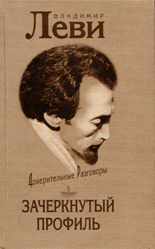 ВЛАДИМИР
ЛЕВИ
Доверительные Разговоры
ЗАЧЕРКНУТЫЙ
ПРОФИЛЬ